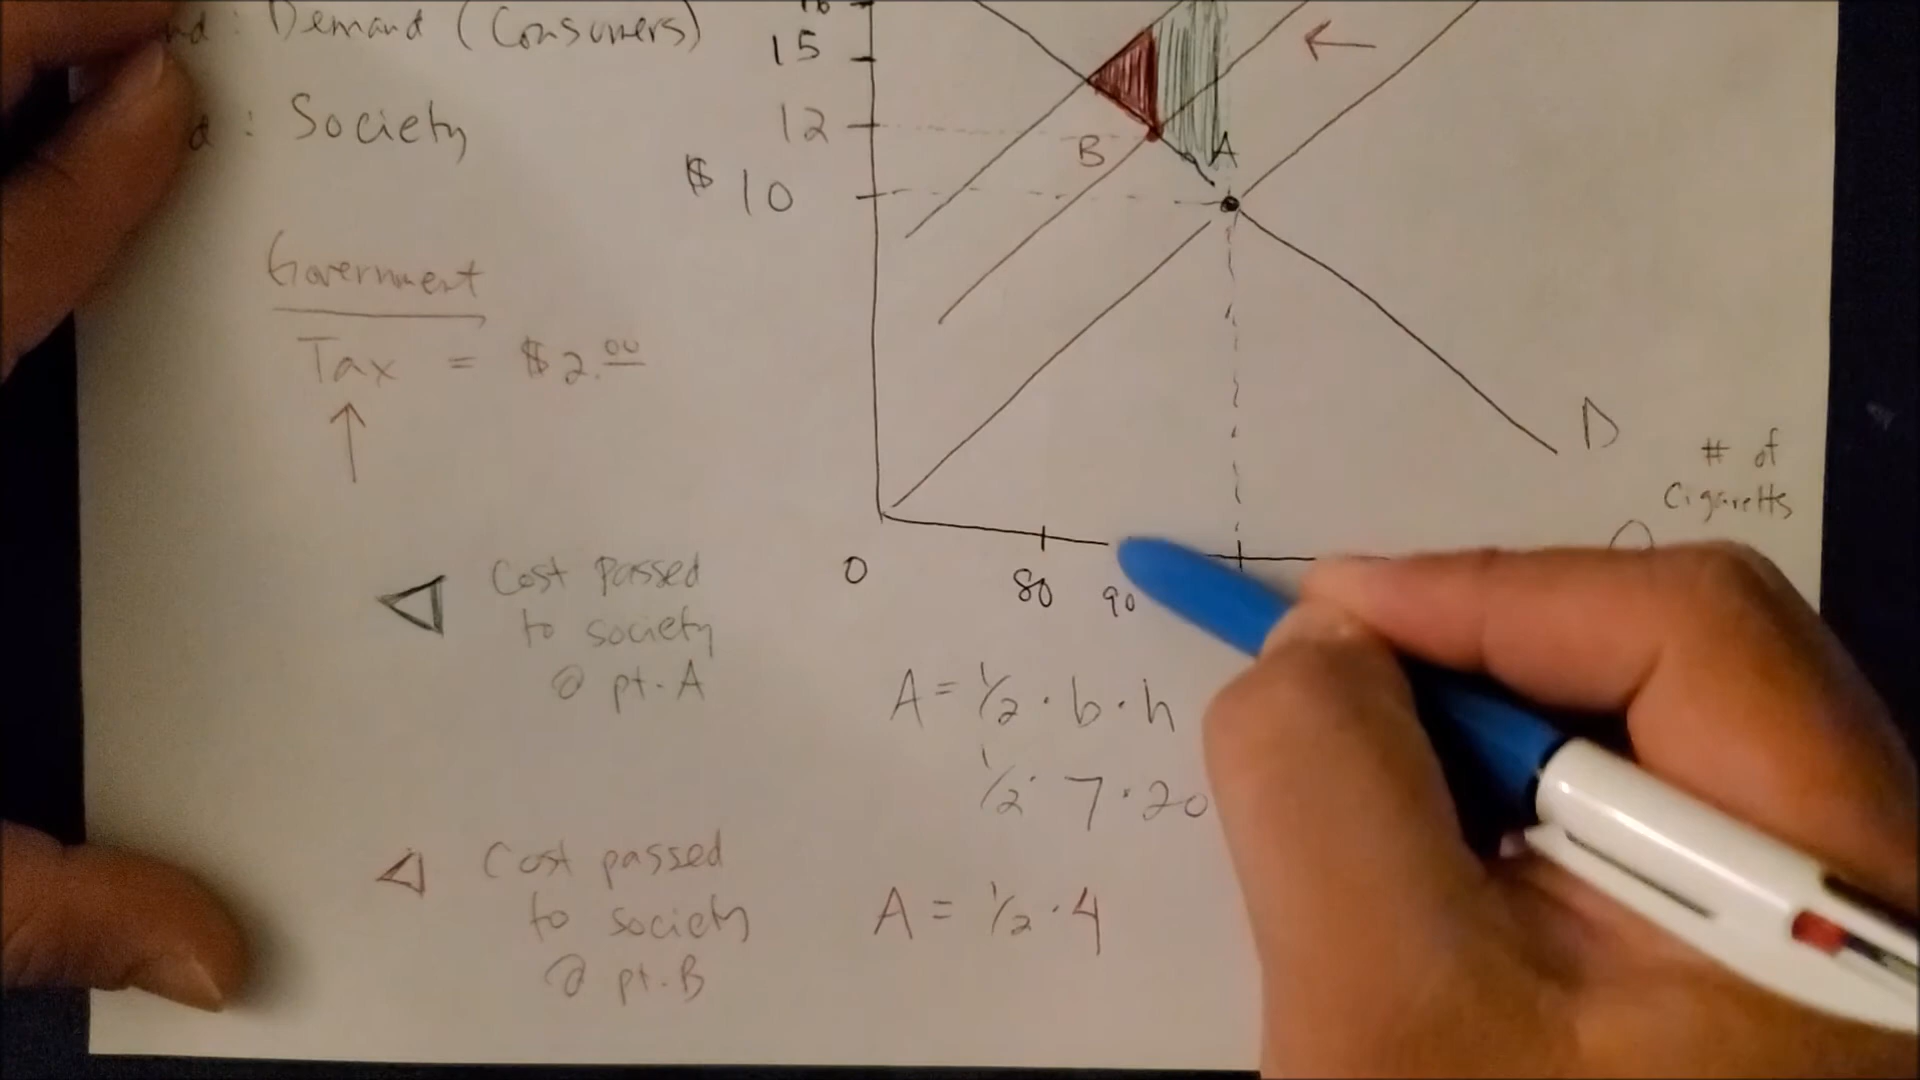 : Demand (Consumers)
: Society
15
12
$ 10
B
A
Government
Tax = $2.00
D
# of
Cigaretts
0
80
90
Cost passed
to society
@ pt. A
A = 1/2 · b · h
1/2 · 7 · 20
Cost passed
to society
@ pt. B
A = 1/2 · 4